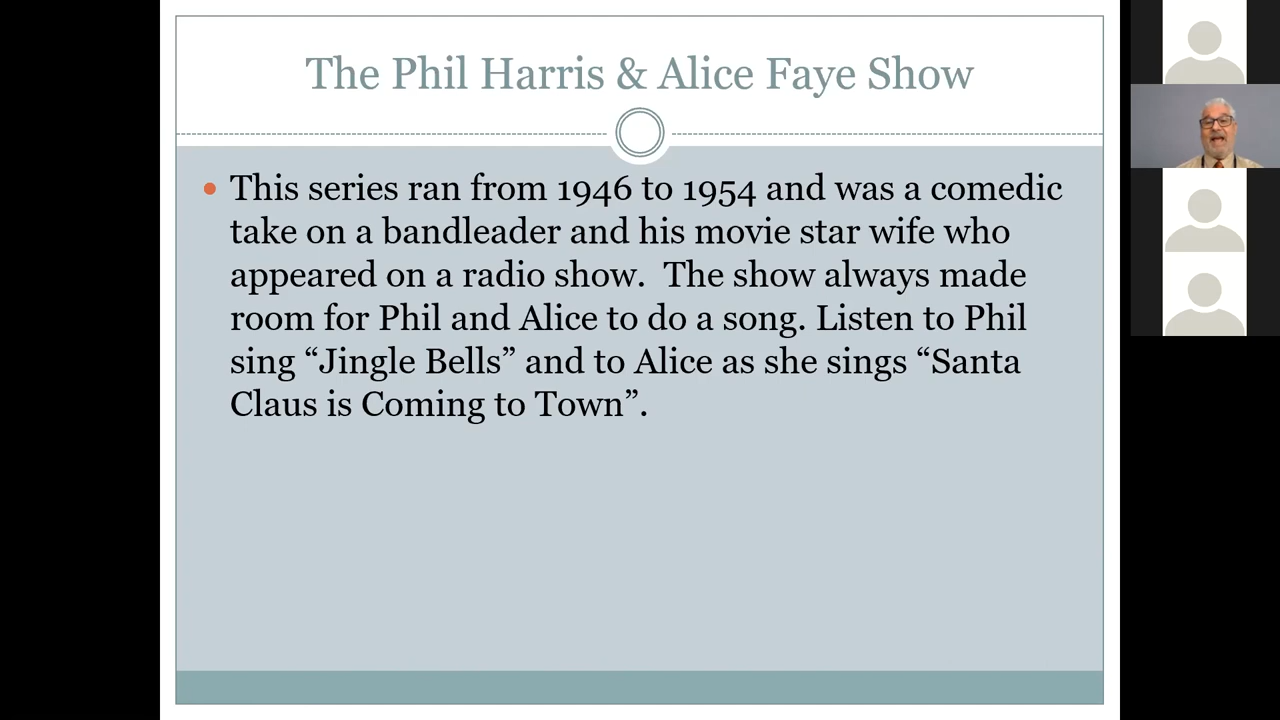 The Phil Harris & Alice Faye Show
This series ran from 1946 to 1954 and was a comedic
take on a bandleader and his movie star wife who
appeared on a radio show.  The show always made
room for Phil and Alice to do a song. Listen to Phil
sing “Jingle Bells” and to Alice as she sings “Santa
Claus is Coming to Town”.